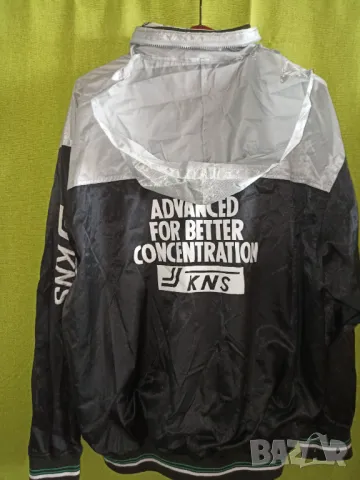 ADVANCED
FOR BETTER
CONCENTRATION
KNS
KNS
BAZAR